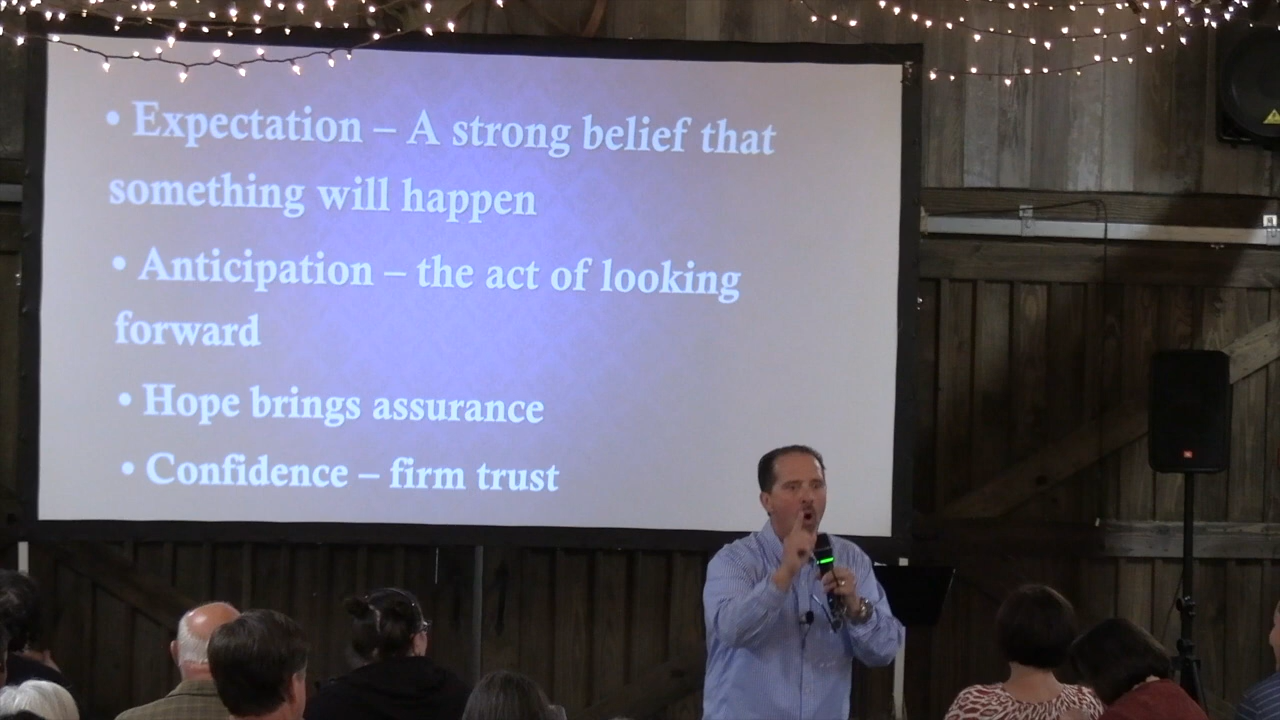 • Expectation – A strong belief that
something will happen
• Anticipation – the act of looking
forward
• Hope brings assurance
• Confidence – firm trust